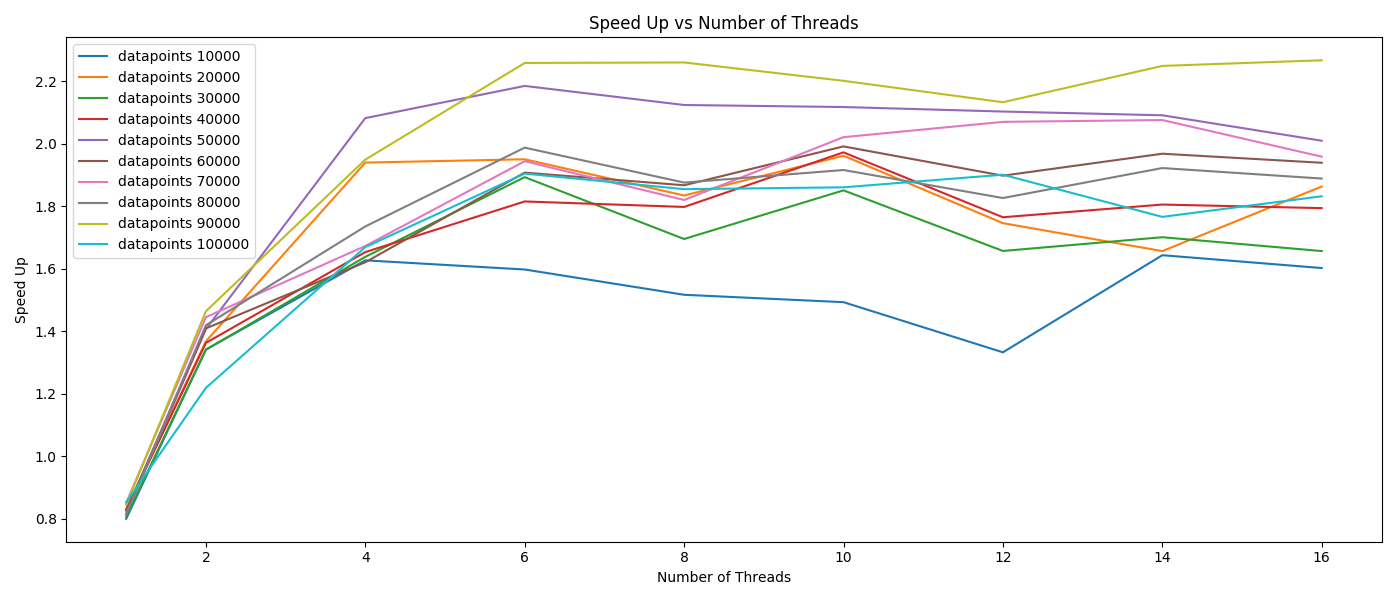 Speed Up vs Number of Threads
datapoints 10000
datapoints 20000
datapoints 30000
datapoints 40000
datapoints 50000
datapoints 60000
datapoints 70000
datapoints 80000
datapoints 90000
datapoints 100000
2.2
2.0
1.8
1.6
1.4
1.2
1.0
0.8
Speed Up
2 4 6 8 10 12 14 16
Number of Threads